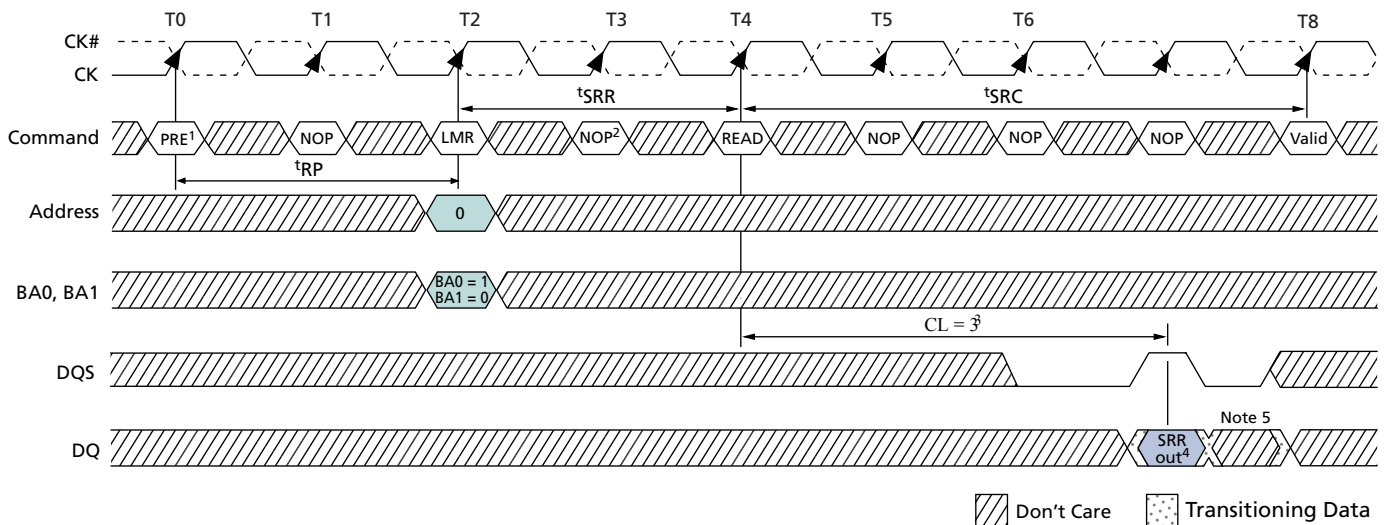 T0 T1 T2 T3 T4 T5 T6 T8
CK#
CK
tSRR tSRC
Command PRE1 NOP LMR NOP2 READ NOP NOP NOP Valid
tRP
Address 0
BA0, BA1 BA0 = 1
BA1 = 0
CL = 33
DQS
Note 5
DQ SRR
out4
Don't Care Transitioning Data